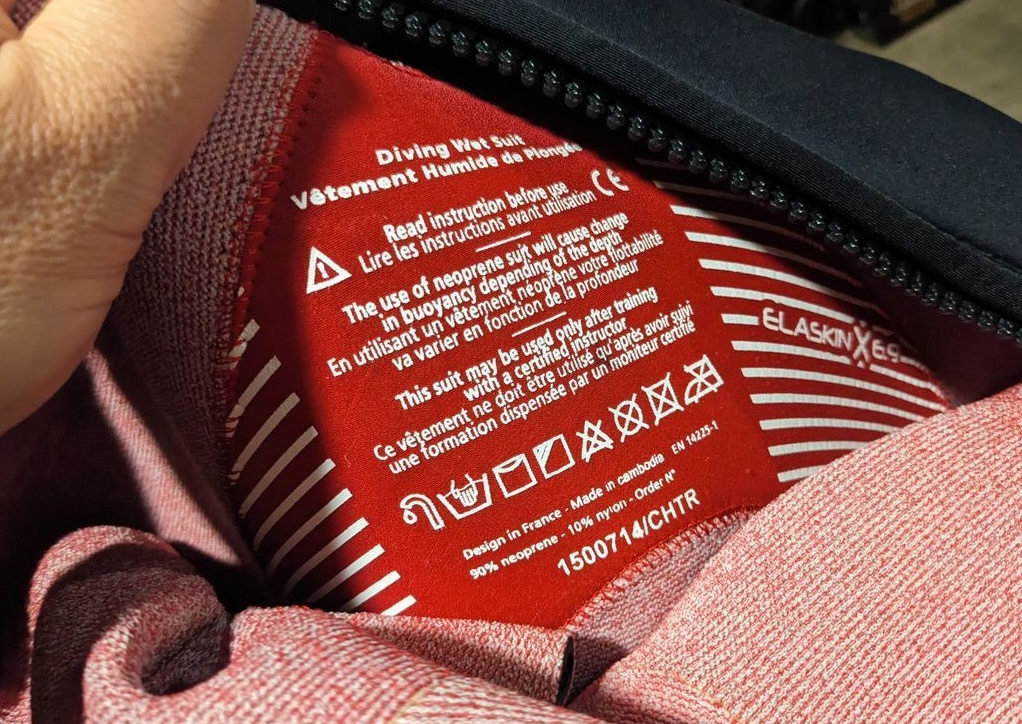 Diving Wet Suit
Vêtement Humide de Plongée
Read instruction before use
Lire les instructions avant utilisation
CE
The use of neoprene suit will cause change
in buoyancy depending of the depth
En utilisant un vêtement néoprène votre flottabilité
va varier en fonction de la profondeur
This suit may be used only after training
with a certified instructor
Ce vêtement ne doit être utilisé qu'après avoir suivi
une formation dispensée par un moniteur certifié
Design in France - Made in cambodia EN 14225-1
90% neoprene - 10% nylon - Order N°
1500714/CHTR
ELASKIN X 6.9